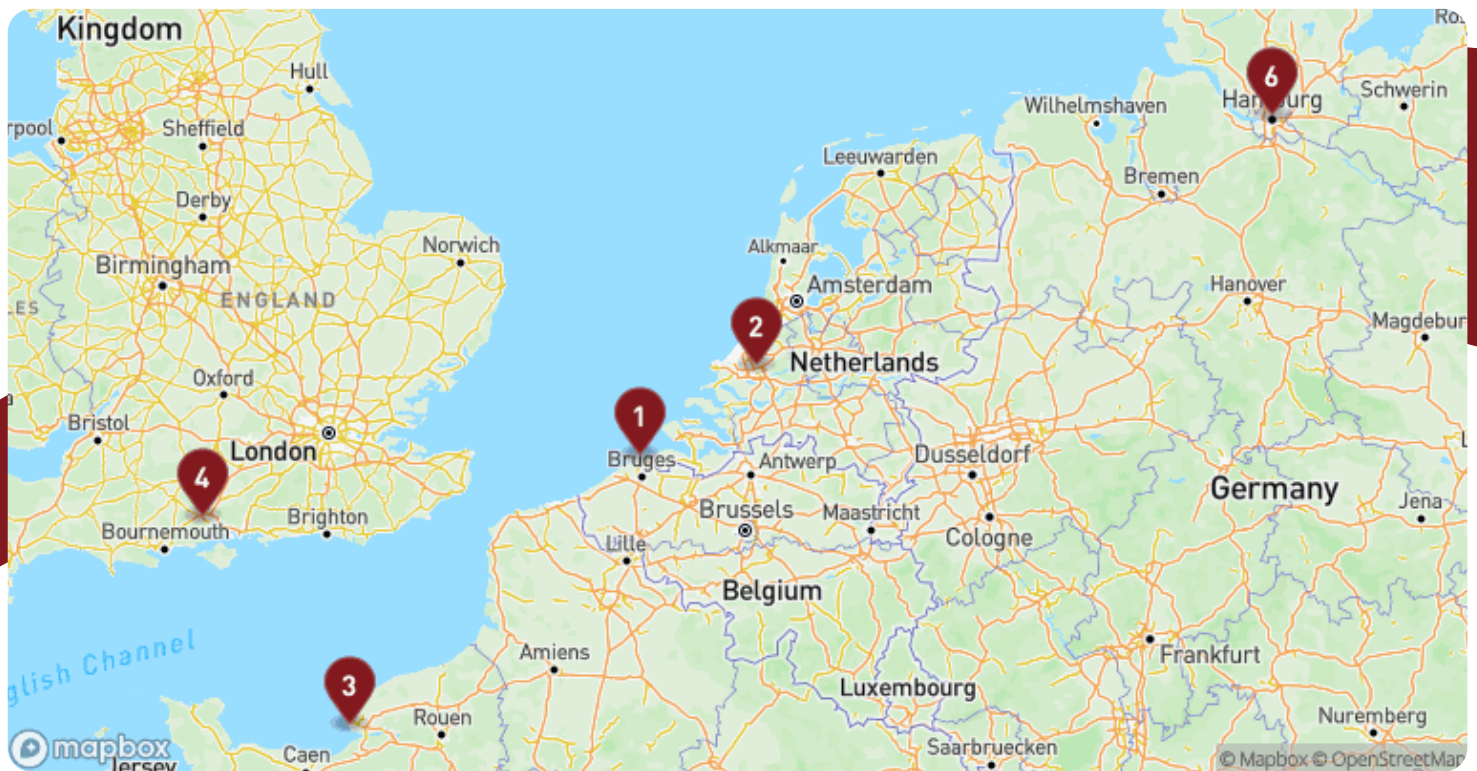 Kingdom
Ros
Hull
6
Hamburg
Schwerin
Wilhelmshaven
rpool
Sheffield
Leeuwarden
Bremen
Derby
Norwich
Alkmaar
Birmingham
ENGLAND
Amsterdam
Hanover
LES
2
Magdebur
Netherlands
Oxford
a
1
Bristol
London
Bruges
Antwerp
Dusseldorf
4
Germany
Brussels
Maastricht
Jena
Bournemouth
Brighton
Lille
Cologne
Belgium
glish Channel
Amiens
Frankfurt
3
Luxembourg
Rouen
Nuremberg
mapbox
Caen
Saarbruecken
Jersey
© Mapbox © OpenStreetMap